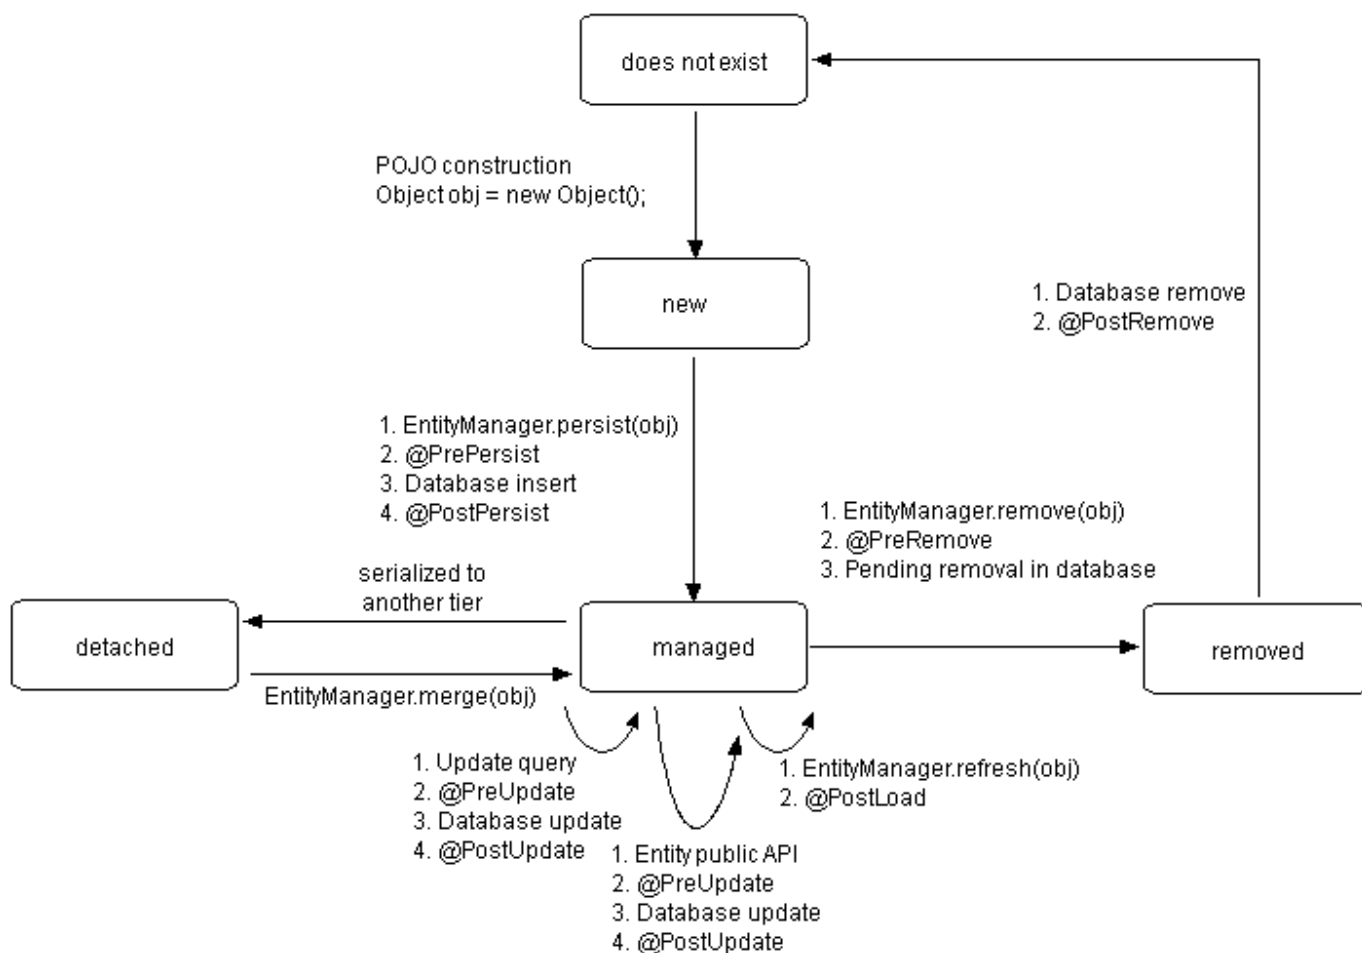 does not exist
POJO construction
Object obj = new Object();
new
1. Database remove
2. @PostRemove
1. EntityManager.persist(obj)
2. @PrePersist
3. Database insert
4. @PostPersist
1. EntityManager.remove(obj)
2. @PreRemove
3. Pending removal in database
serialized to
another tier
detached
managed
removed
EntityManager.merge(obj)
1. Update query
2. @PreUpdate
3. Database update
4. @PostUpdate
1. EntityManager.refresh(obj)
2. @PostLoad
1. Entity public API
2. @PreUpdate
3. Database update
4. @PostUpdate